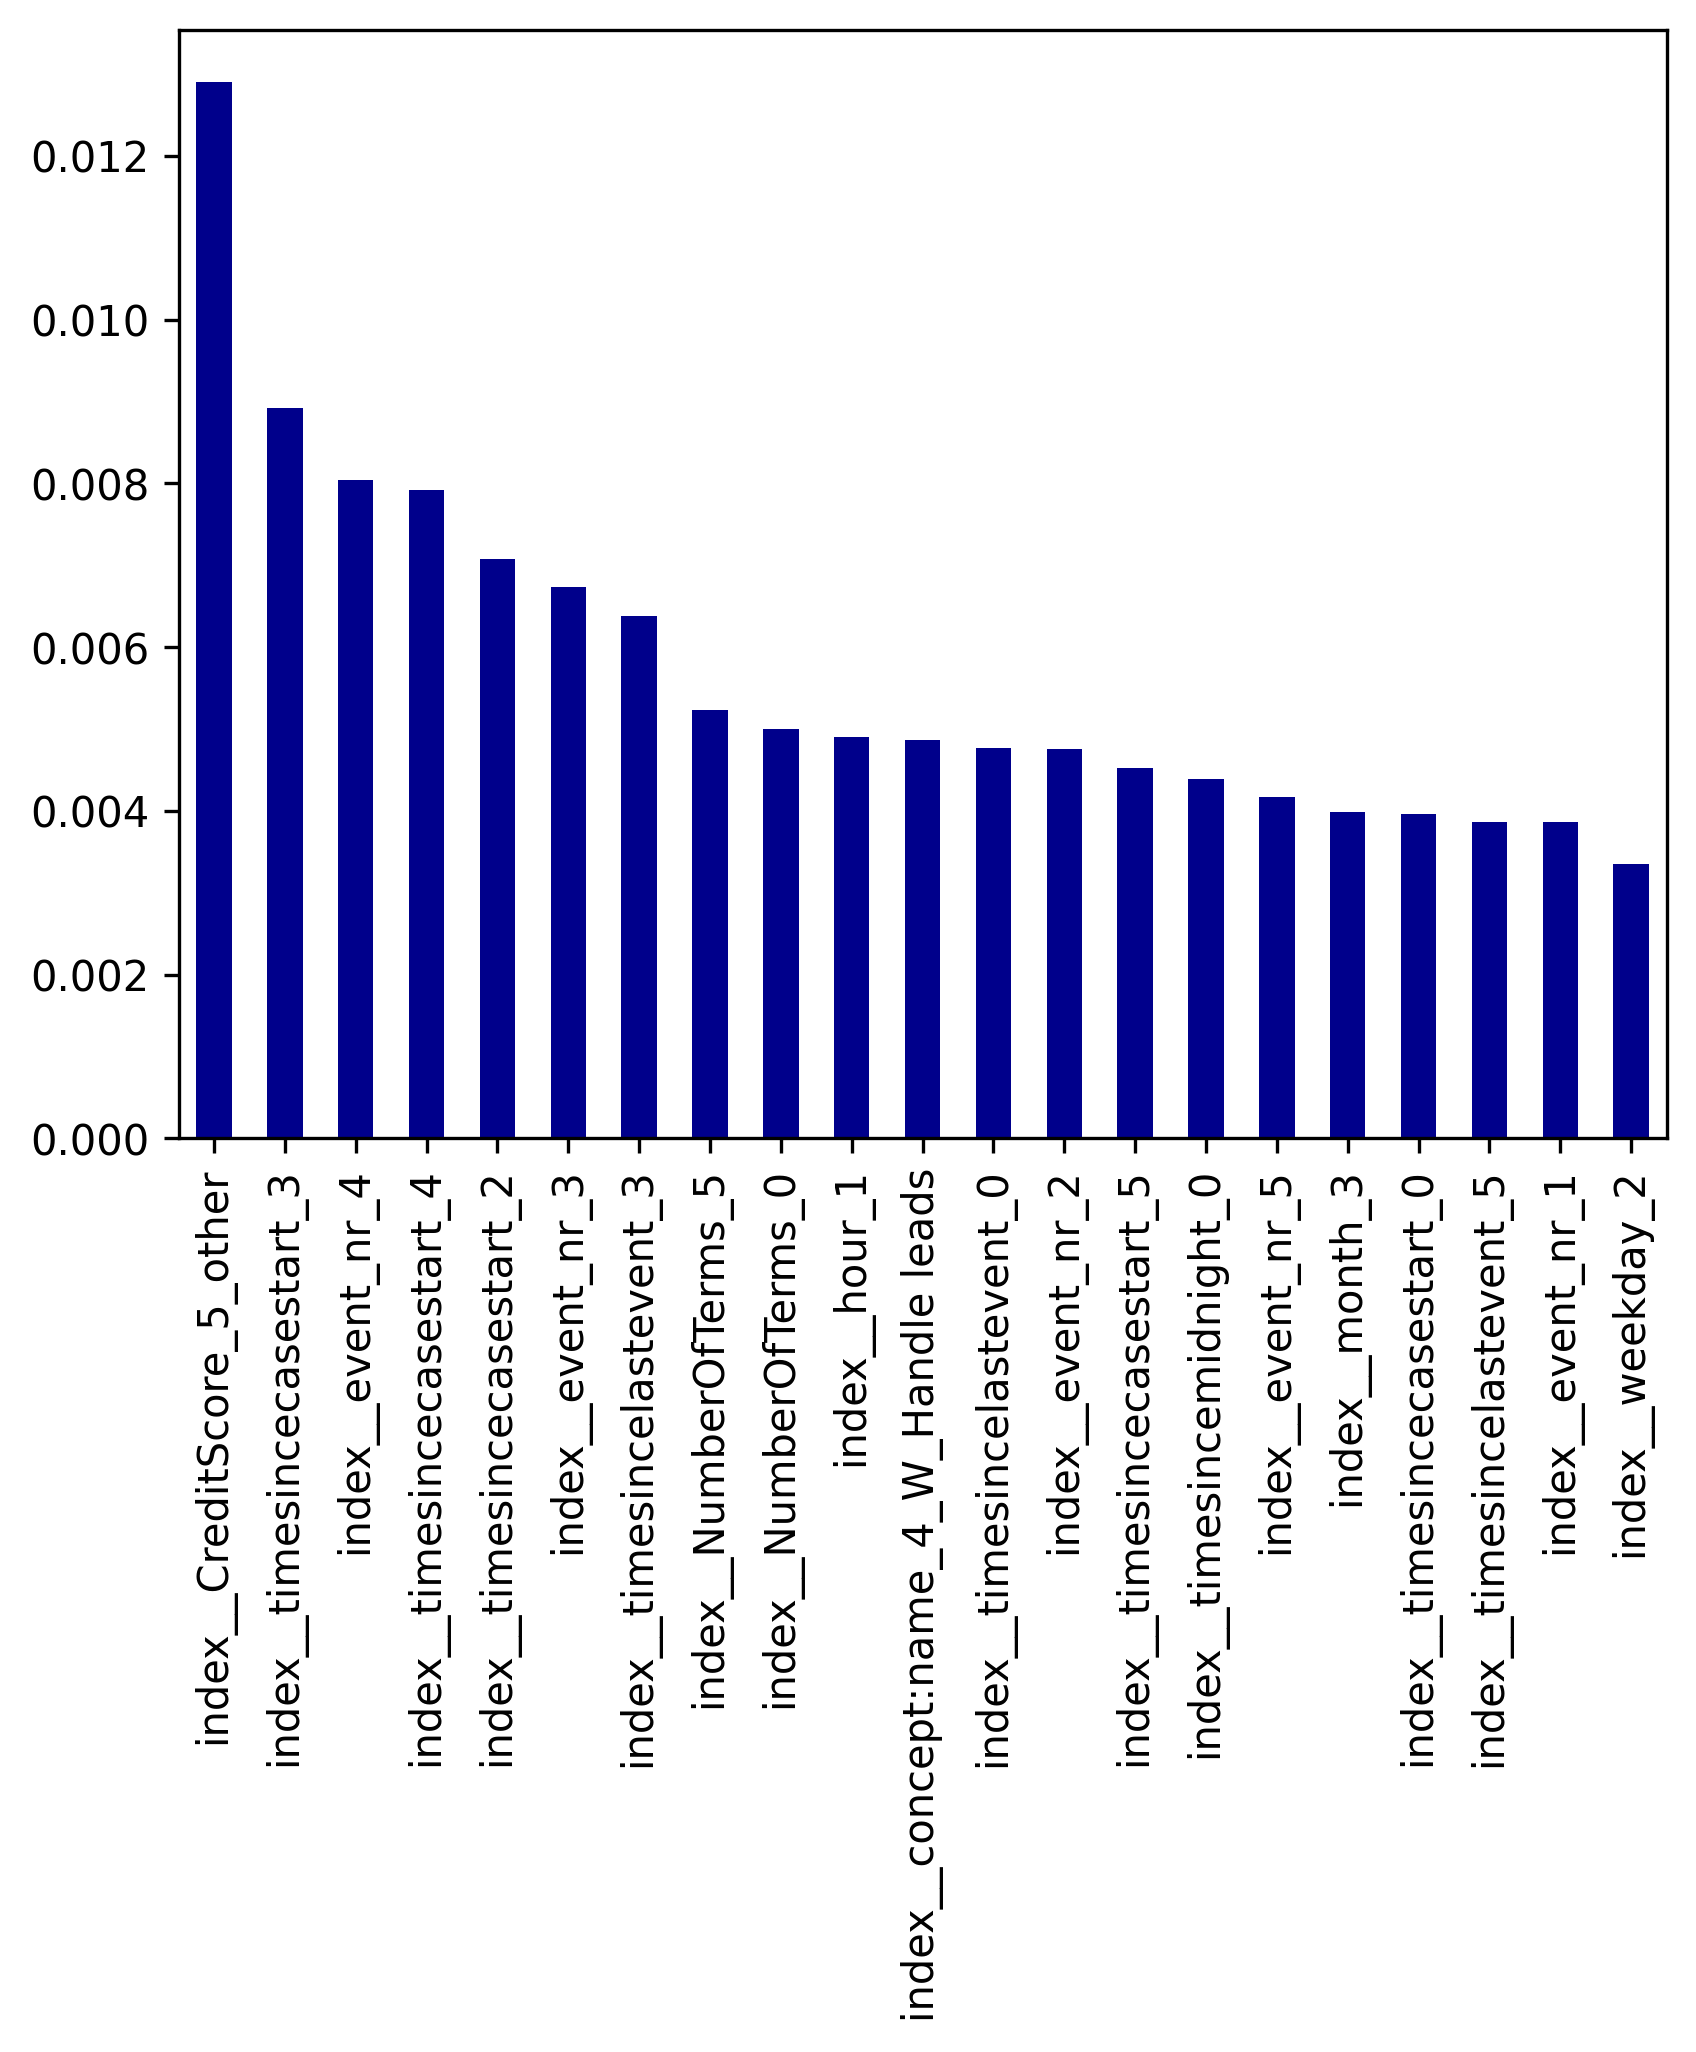 0.012
0.010
0.008
0.006
0.004
0.002
0.000
index__CreditScore_5_other
index__timesincecasestart_3
index__event_nr_4
index__timesincecasestart_4
index__timesincecasestart_2
index__event_nr_3
index__timesincelastevent_3
index__NumberOfTerms_5
index__NumberOfTerms_0
index__hour_1
index__concept:name_4_W_Handle leads
index__timesincelastevent_0
index__event_nr_2
index__timesincecasestart_5
index__timesincemidnight_0
index__event_nr_5
index__month_3
index__timesincecasestart_0
index__timesincelastevent_5
index__event_nr_1
index__weekday_2